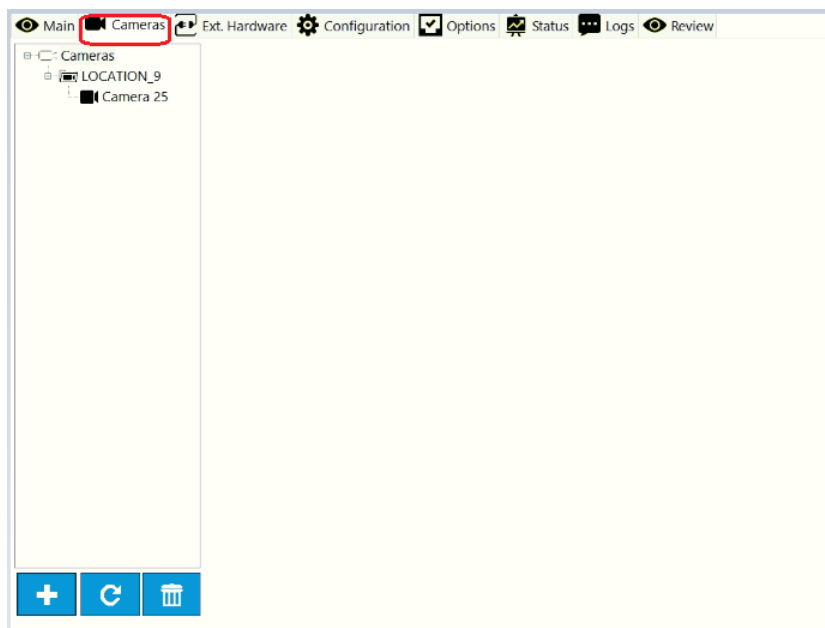 Main Cameras Ext. Hardware Configuration Options Status Logs Review
Cameras
LOCATION_9
Camera 25